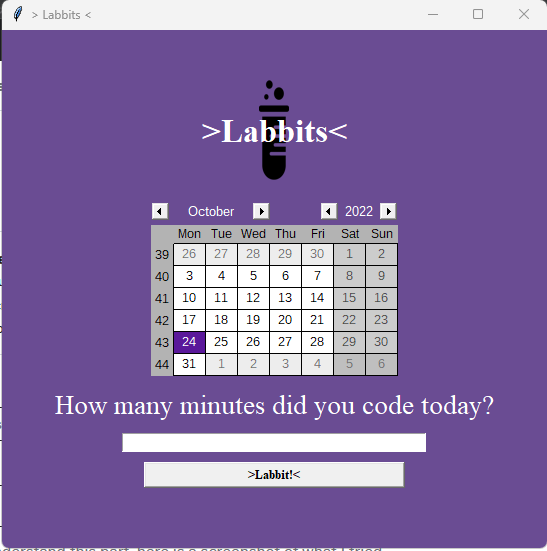 > Labbits <
>Labbits<
October 2022
Mon Tue Wed Thu Fri Sat Sun
39 26 27 28 29 30 1 2
40 3 4 5 6 7 8 9
41 10 11 12 13 14 15 16
42 17 18 19 20 21 22 23
43 24 25 26 27 28 29 30
44 31 1 2 3 4 5 6
How many minutes did you code today?
>Labbit!<